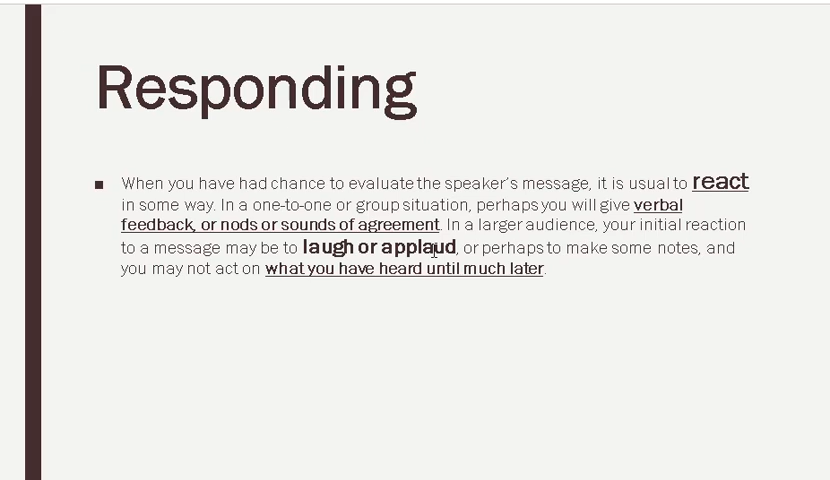 Responding
When you have had chance to evaluate the speaker's message, it is usual to react
in some way. In a one-to-one or group situation, perhaps you will give verbal
feedback, or nods or sounds of agreement. In a larger audience, your initial reaction
to a message may be to laugh or applaud, or perhaps to make some notes, and
you may not act on what you have heard until much later.